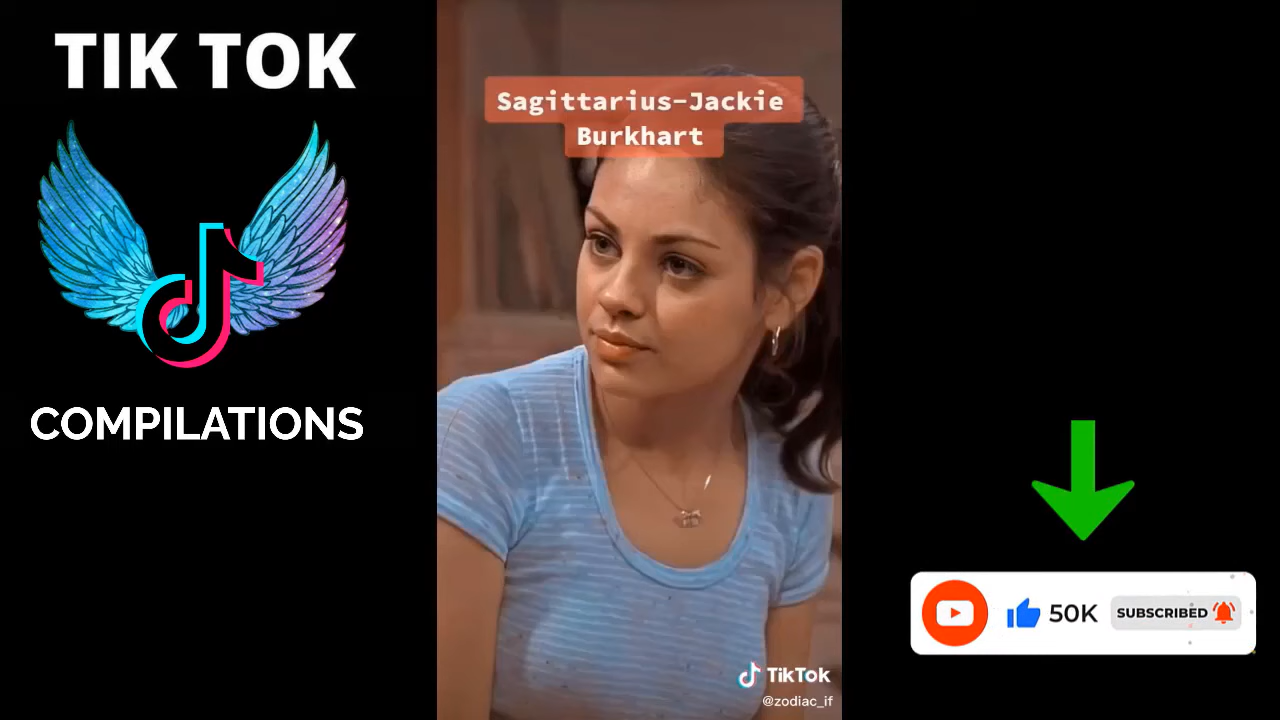 TIK TOK
COMPILATIONS
Sagittarius-Jackie
Burkhart
TikTok
@zodiac_if
50K
SUBSCRIBED